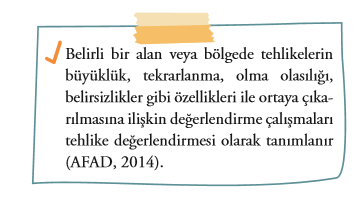 Belirli bir alan veya bölgede tehlikelerin
büyüklük, tekrarlanma, olma olasılığı,
belirsizlikler gibi özellikleri ile ortaya çıka-
rılmasına ilişkin değerlendirme çalışmaları
tehlike değerlendirmesi olarak tanımlanır
(AFAD, 2014).